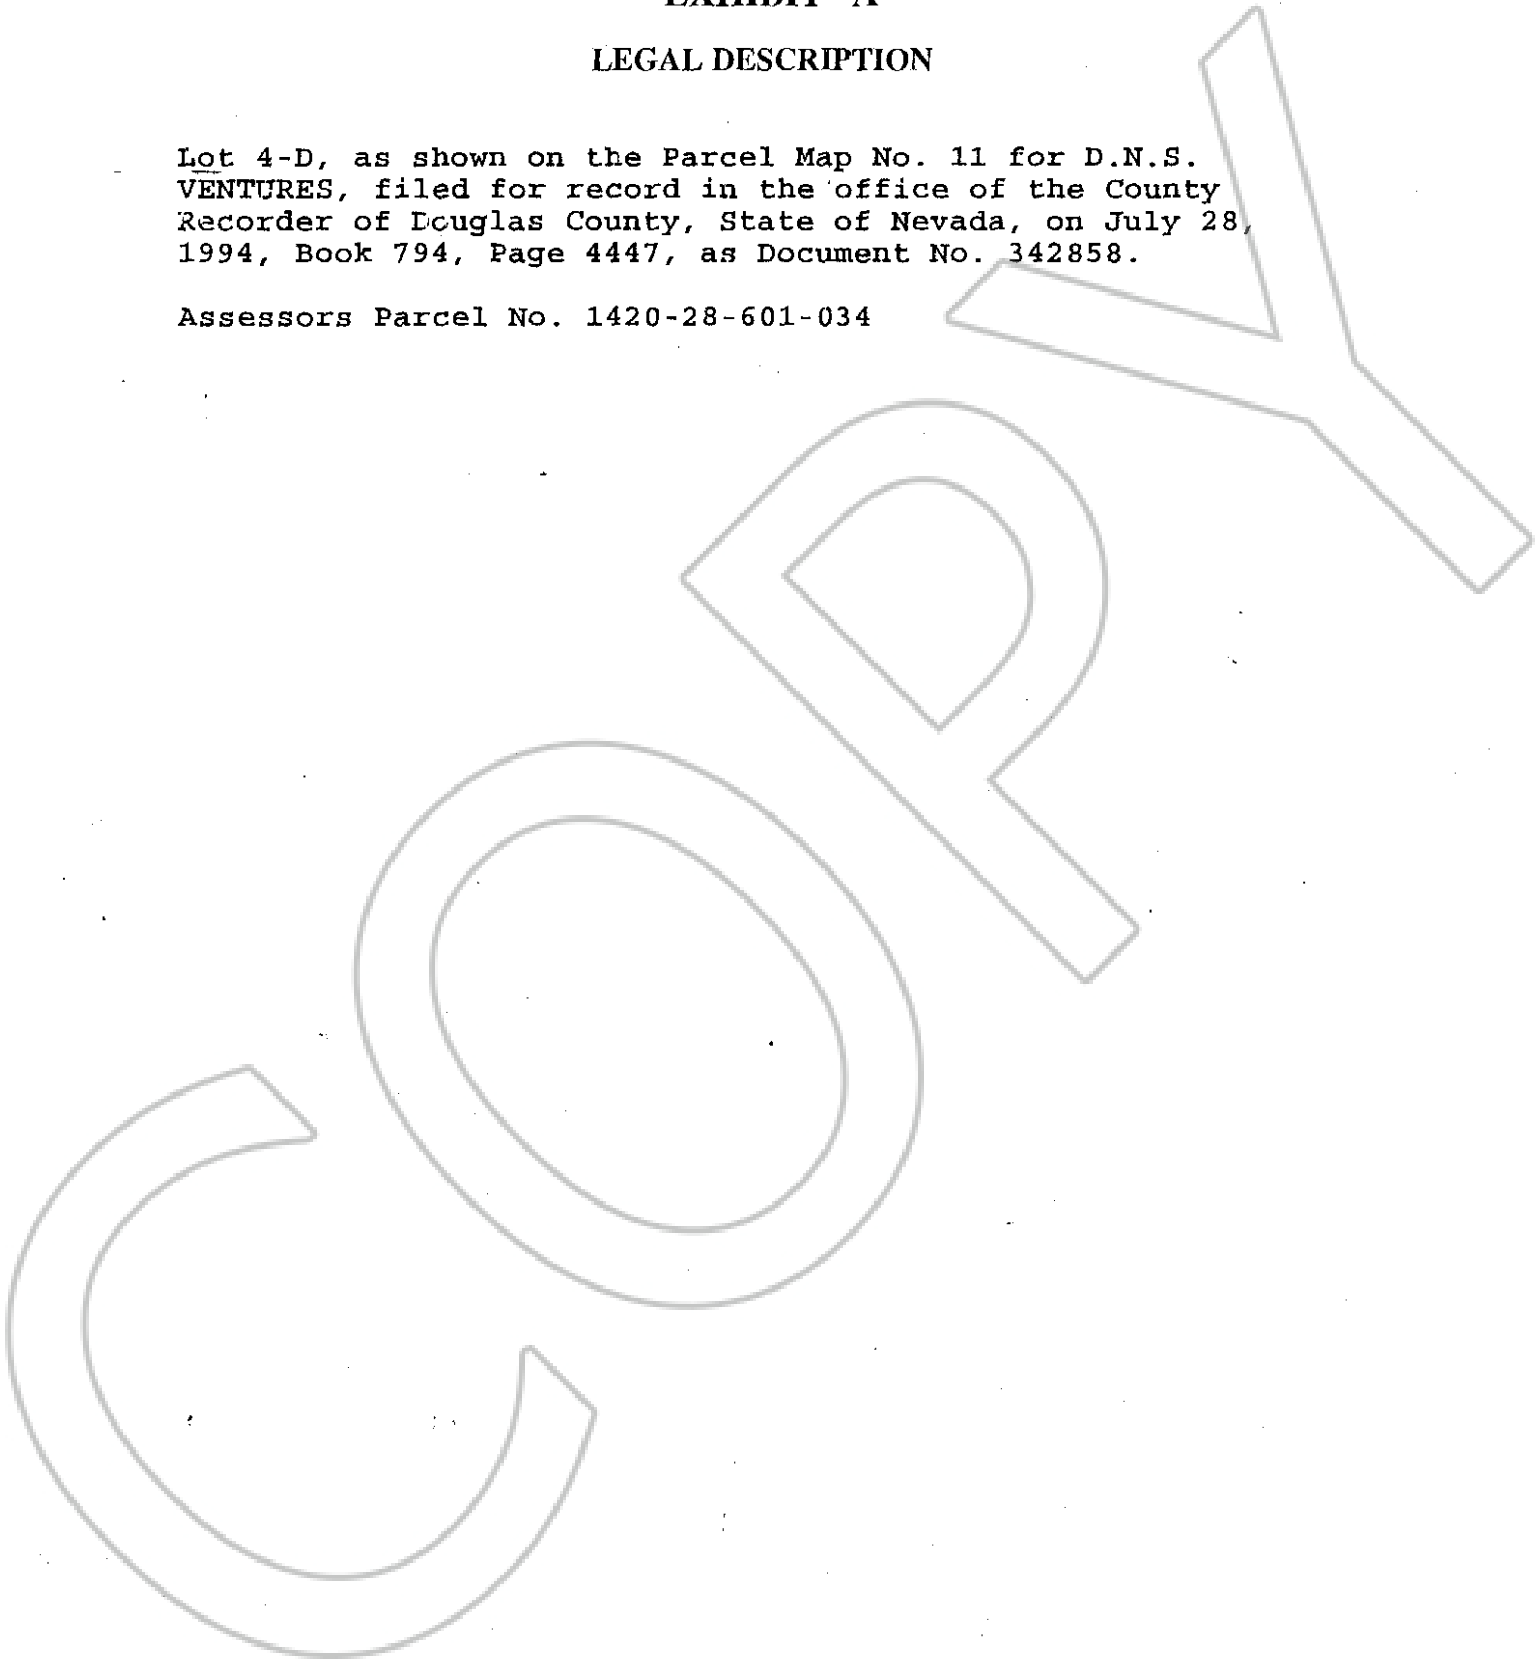 EXHIBIT "A"
LEGAL DESCRIPTION
Lot 4-D, as shown on the Parcel Map No. 11 for D.N.S.
VENTURES, filed for record in the office of the County
Recorder of Douglas County, State of Nevada, on July 28,
1994, Book 794, Page 4447, as Document No. 342858.
Assessors Parcel No. 1420-28-601-034
COPY